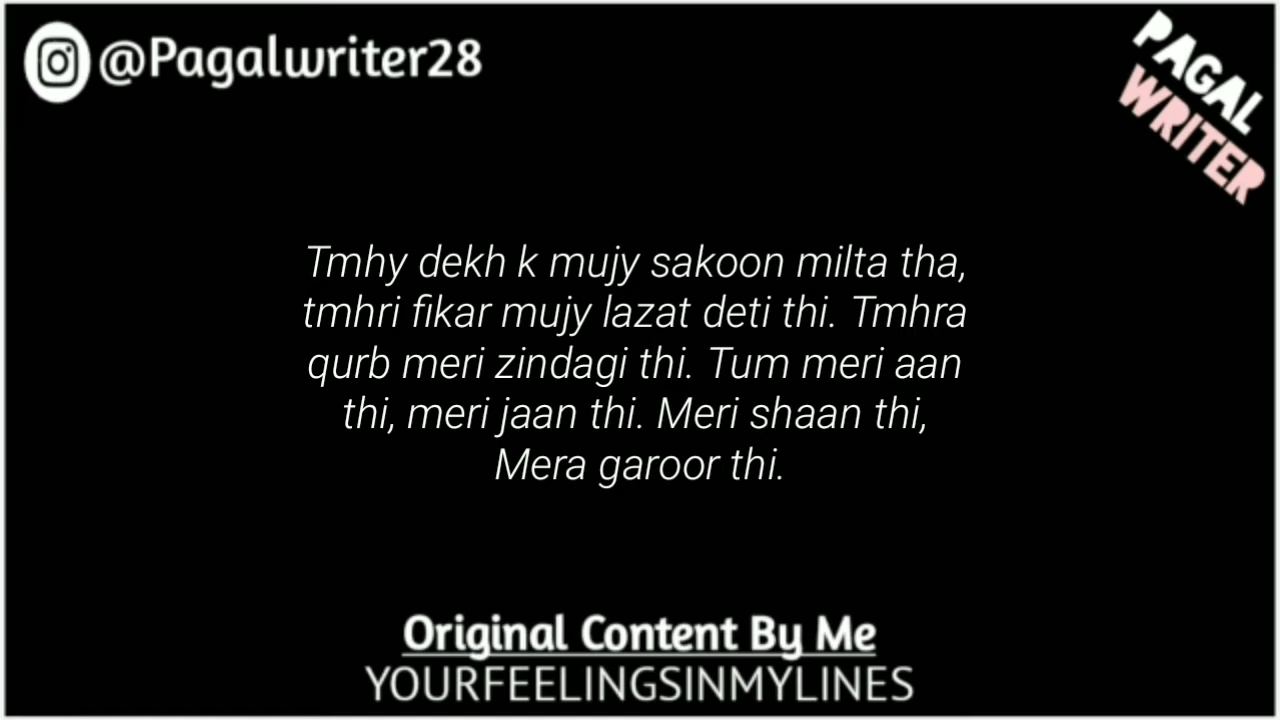 @Pagalwriter28
PAGAL
WRITER
Tmhy dekh k mujy sakoon milta tha,
tmhri fikar mujy lazat deti thi. Tmhra
qurb meri zindagi thi. Tum meri aan
thi, meri jaan thi. Meri shaan thi,
Mera garoor thi.
Original Content By Me
YOURFEELINGSINMYLINES